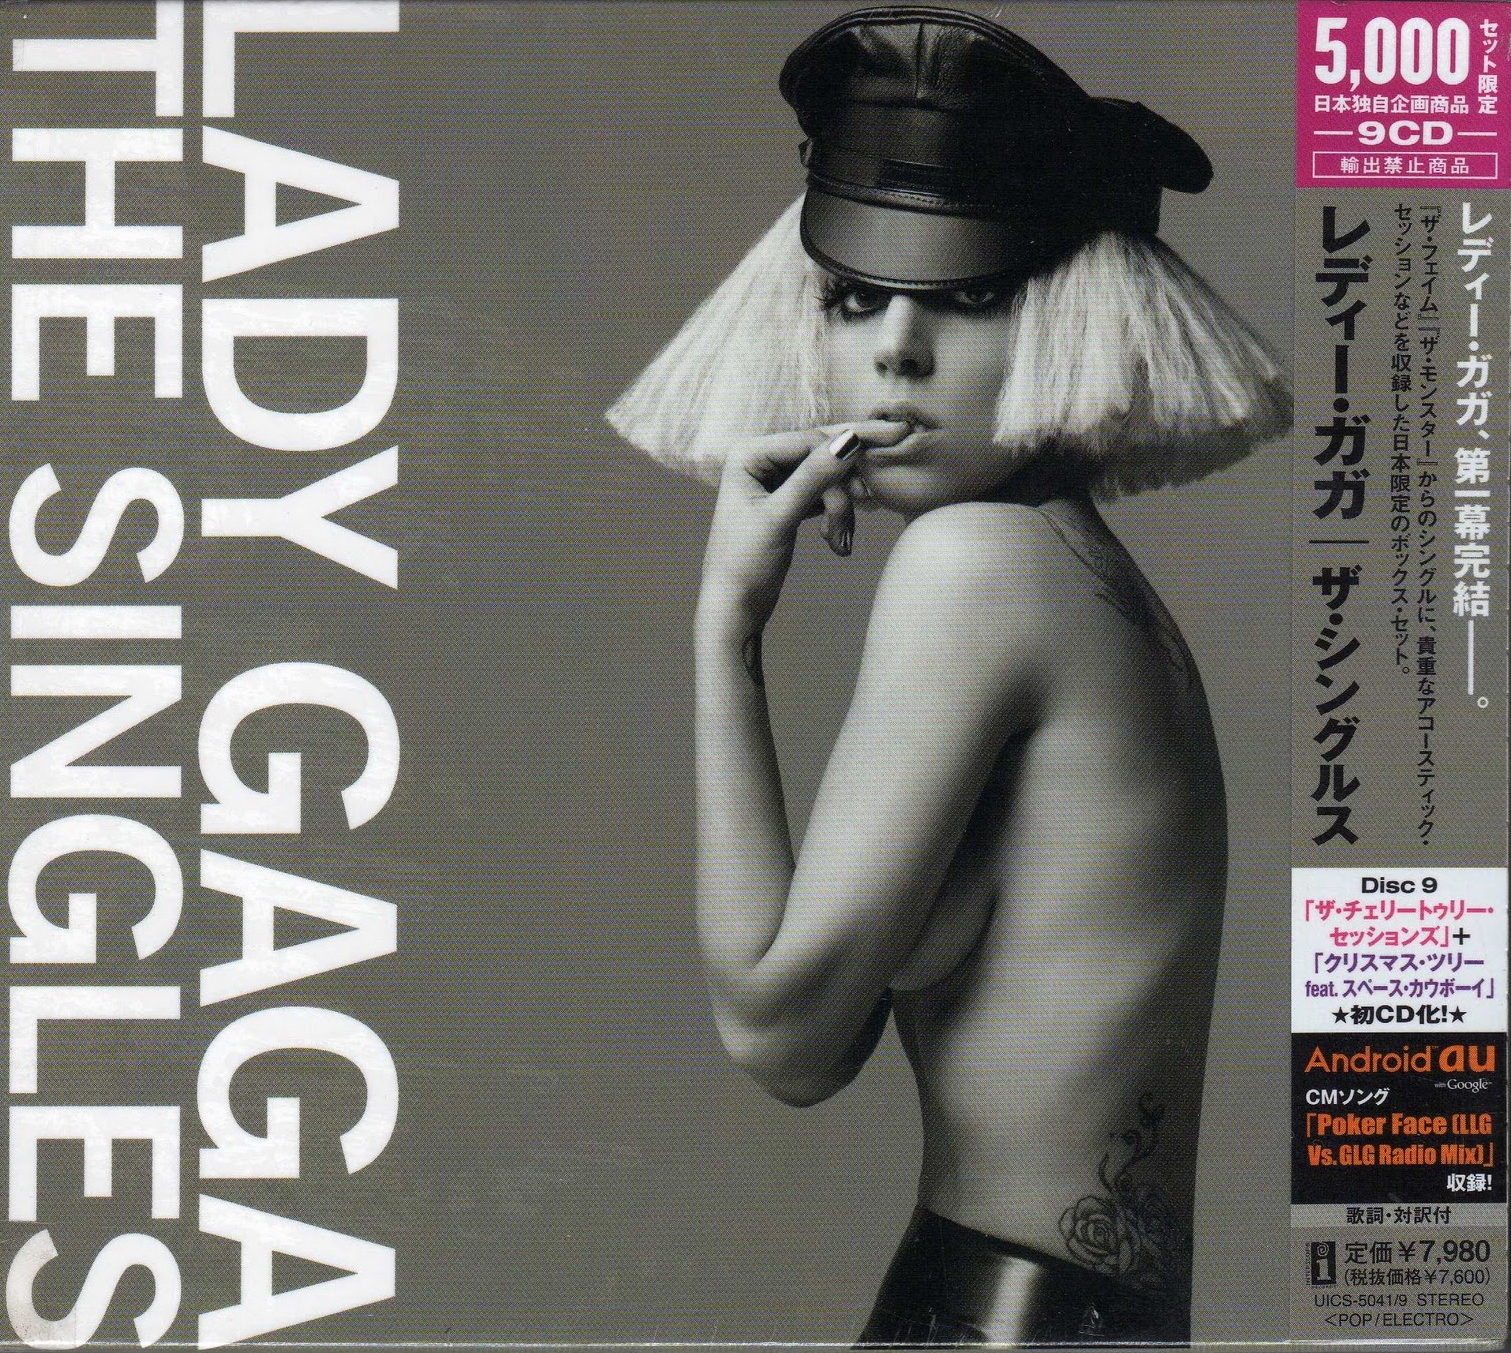 LADY GAGA
THE SINGLES
5,000
セット限定
日本独自企画商品
9CD
輸出禁止商品
レディー・ガガ、第一幕完結——。
『ザ・フェイム』『ザ・モンスター』からのシングルに、貴重なアコースティック・
セッションなどを収録した日本限定のボックス・セット。
レディー・ガガ｜ザ・シングルス
Disc 9
「ザ・チェリートゥリー・
セッションズ」+
「クリスマス・ツリー
feat. スペース・カウボーイ」
★初CD化!★
Android au
with Google
CMソング
「Poker Face (LLG
Vs. GLG Radio Mix)」
収録!
歌詞・対訳付
定価￥7,980
(税抜価格￥7,600)
UICS-5041/9 STEREO
<POP/ELECTRO>